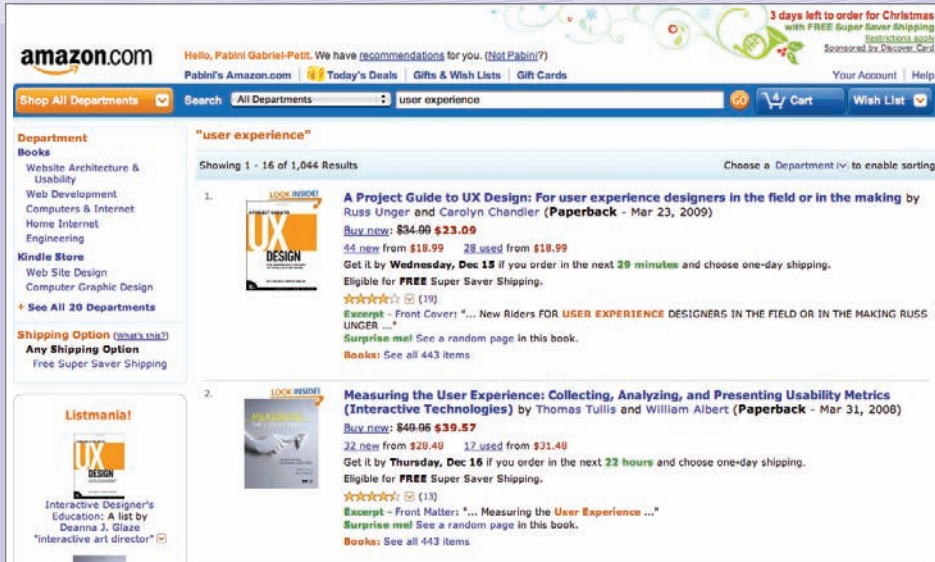 3 days left to order for Christmas
with FREE Super Saver Shipping
Restrictions apply
Sponsored by Discover Card
amazon.com
Hello, Pabini Gabriel-Petit. We have recommendations for you. (Not Pabini?)
Pabini's Amazon.com | Today's Deals | Gifts & Wish Lists | Gift Cards
Your Account | Help
Shop All Departments
Search All Departments user experience GO 4 Cart Wish List
Department
Books
Website Architecture &
Usability
Web Development
Computers & Internet
Home Internet
Engineering
Kindle Store
Web Site Design
Computer Graphic Design
+ See All 20 Departments
Shipping Option (What's this?)
Any Shipping Option
Free Super Saver Shipping
Listmania!
UX
DESIGN
Interactive Designer's
Education: A list by
Deanna J. Glaze
"interactive art director"
"user experience"
Showing 1 - 16 of 1,044 Results
Choose a Department to enable sorting
1.
LOOK INSIDE!
A PROJECT GUIDE TO
UX
DESIGN
A Project Guide to UX Design: For user experience designers in the field or in the making by
Russ Unger and Carolyn Chandler (Paperback - Mar 23, 2009)
Buy new: $34.99 $23.09
44 new from $18.99 28 used from $18.99
Get it by Wednesday, Dec 15 if you order in the next 29 minutes and choose one-day shipping.
Eligible for FREE Super Saver Shipping.
(19)
Excerpt - Front Cover: "... New Riders FOR USER EXPERIENCE DESIGNERS IN THE FIELD OR IN THE MAKING RUSS
UNGER ..."
Surprise me! See a random page in this book.
Books: See all 443 items
2.
LOOK INSIDE!
MEASURING
THE USER EXPERIENCE
Measuring the User Experience: Collecting, Analyzing, and Presenting Usability Metrics
(Interactive Technologies) by Thomas Tullis and William Albert (Paperback - Mar 31, 2008)
Buy new: $49.95 $39.57
32 new from $28.48 17 used from $31.48
Get it by Thursday, Dec 16 if you order in the next 22 hours and choose one-day shipping.
Eligible for FREE Super Saver Shipping.
(13)
Excerpt - Front Matter: "... Measuring the User Experience ..."
Surprise me! See a random page in this book.
Books: See all 443 items